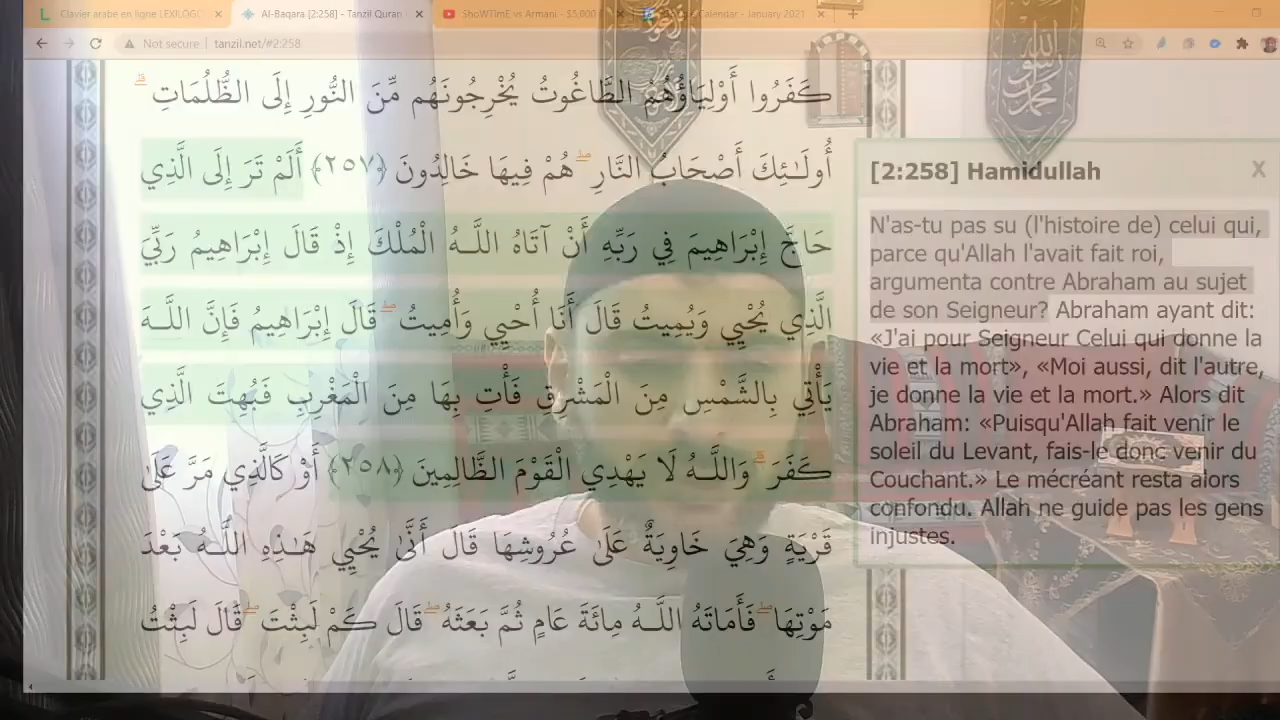 Clavier arabe en ligne LEXILOGOS
Al-Baqara [2:258] - Tanzil Quran
ShoWTimE vs Armani - $5,000
Calendar - January 2021
Not secure | tanzil.net/#2:258
كَفَرُوا أَوْلِيَاؤُهُمُ الطَّاغُوتُ يُخْرِجُونَهُم مِّنَ النُّورِ إِلَى الظُّلُمَاتِ ۗ
أُولَـٰئِكَ أَصْحَابُ النَّارِ ۖ هُمْ فِيهَا خَالِدُونَ ﴿٢٥٧﴾ أَلَمْ تَرَ إِلَى الَّذِي
حَاجَّ إِبْرَاهِيمَ فِي رَبِّهِ أَنْ آتَاهُ اللَّـهُ الْمُلْكَ إِذْ قَالَ إِبْرَاهِيمُ رَبِّيَ
الَّذِي يُحْيِي وَيُمِيتُ قَالَ أَنَا أُحْيِي وَأُمِيتُ ۖ قَالَ إِبْرَاهِيمُ فَإِنَّ اللَّـهَ
يَأْتِي بِالشَّمْسِ مِنَ الْمَشْرِقِ فَأْتِ بِهَا مِنَ الْمَغْرِبِ فَبُهِتَ الَّذِي
كَفَرَ ۗ وَاللَّـهُ لَا يَهْدِي الْقَوْمَ الظَّالِمِينَ ﴿٢٥٨﴾ أَوْ كَالَّذِي مَرَّ عَلَىٰ
قَرْيَةٍ وَهِيَ خَاوِيَةٌ عَلَىٰ عُرُوشِهَا قَالَ أَنَّىٰ يُحْيِي هَـٰذِهِ اللَّـهُ بَعْدَ
مَوْتِهَا ۖ فَأَمَاتَهُ اللَّـهُ مِائَةَ عَامٍ ثُمَّ بَعَثَهُ ۖ قَالَ كَمْ لَبِثْتَ ۖ قَالَ لَبِثْتُ
[2:258] Hamidullah X
N'as-tu pas su (l'histoire de) celui qui,
parce qu'Allah l'avait fait roi,
argumenta contre Abraham au sujet
de son Seigneur? Abraham ayant dit:
«J'ai pour Seigneur Celui qui donne la
vie et la mort», «Moi aussi, dit l'autre,
je donne la vie et la mort.» Alors dit
Abraham: «Puisqu'Allah fait venir le
soleil du Levant, fais-le donc venir du
Couchant.» Le mécréant resta alors
confondu. Allah ne guide pas les gens
injustes.
الله
رسول
محمد